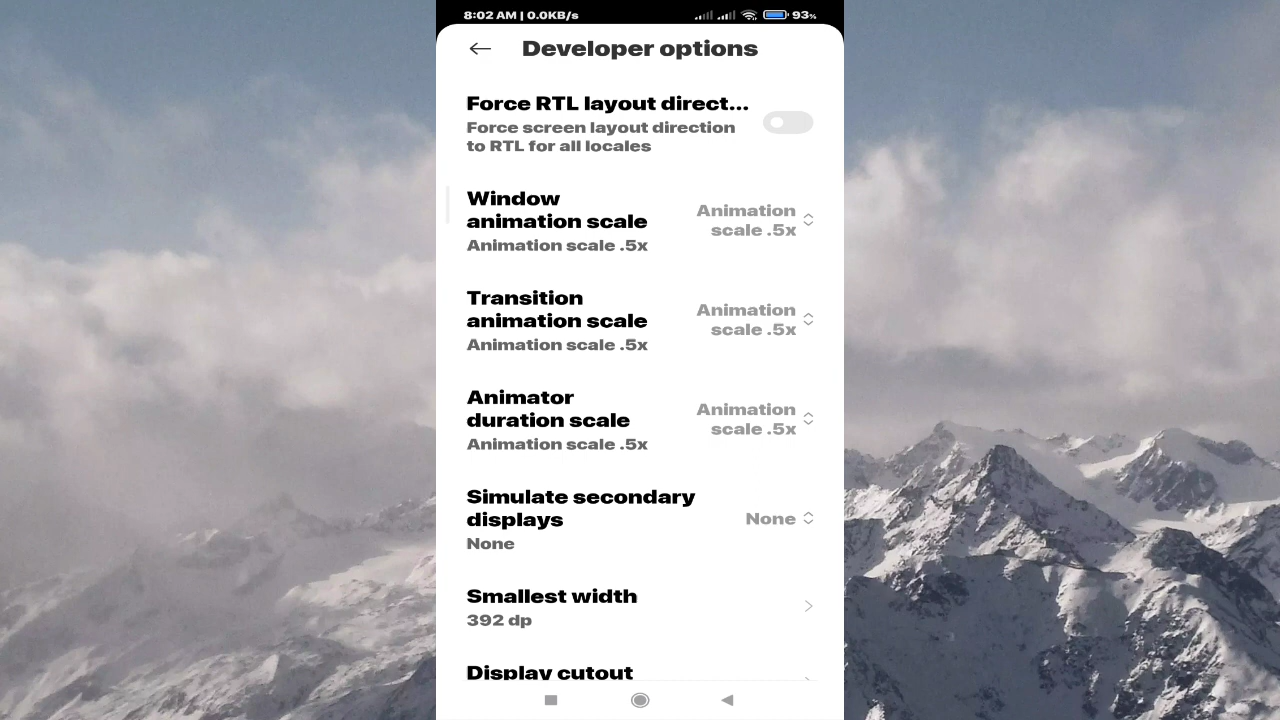 8:02 AM | 0.0KB/s 93%
Developer options
Force RTL layout direct...
Force screen layout direction
to RTL for all locales
Window
animation scale
Animation scale .5x
Animation
scale .5x
Transition
animation scale
Animation scale .5x
Animation
scale .5x
Animator
duration scale
Animation scale .5x
Animation
scale .5x
Simulate secondary
displays
None
None
Smallest width
392 dp
Display cutout